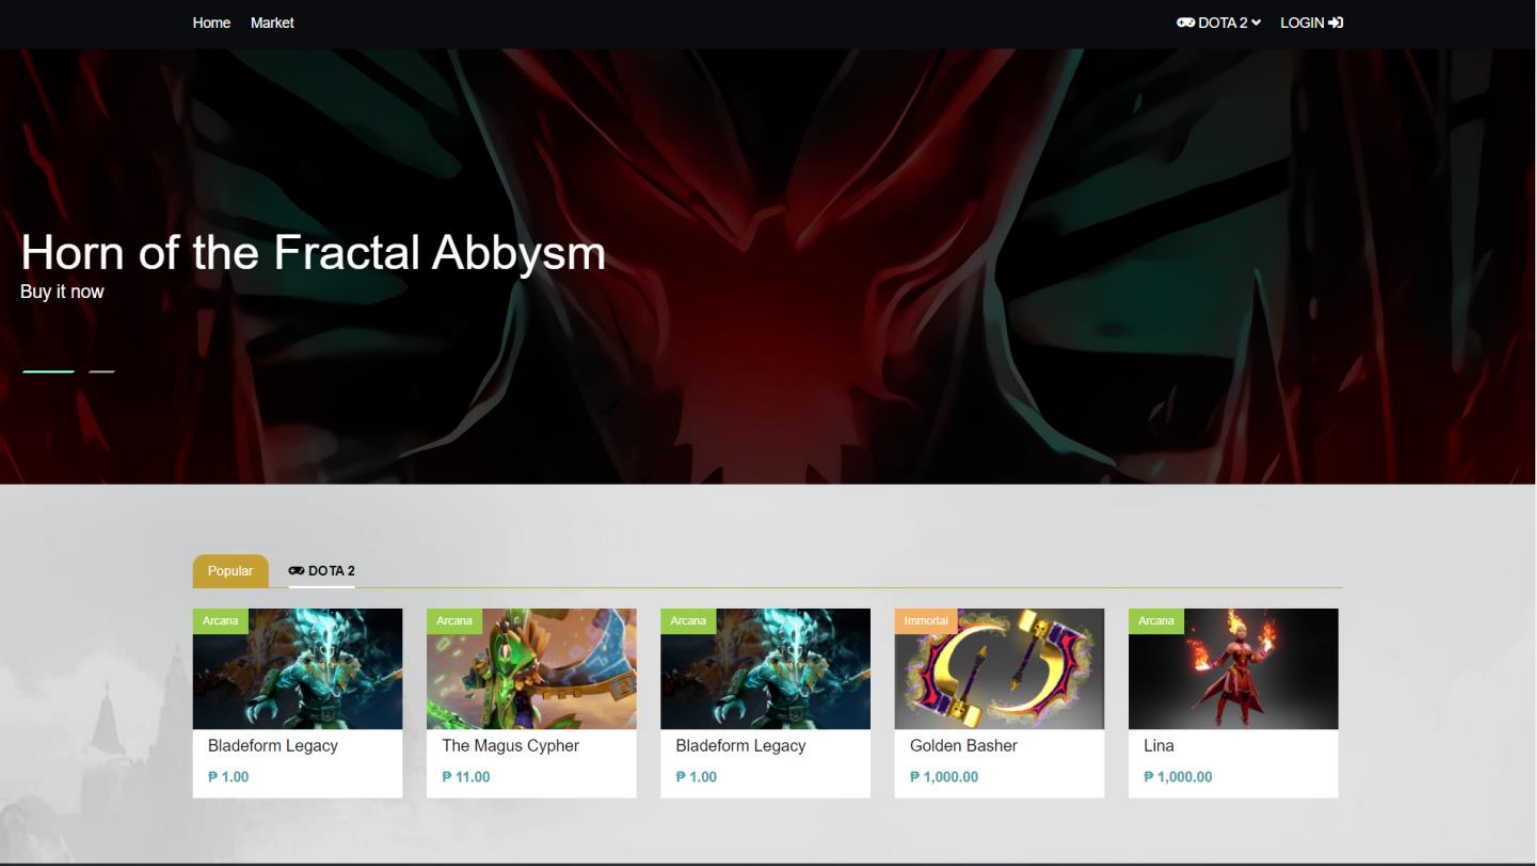 Home Market DOTA 2 LOGIN
Horn of the Fractal Abbysm
Buy it now
Popular DOTA 2
Arcana Arcana Arcana Immortal Arcana
Bladeform Legacy The Magus Cypher Bladeform Legacy Golden Basher Lina
₱ 1.00 ₱ 11.00 ₱ 1.00 ₱ 1,000.00 ₱ 1,000.00